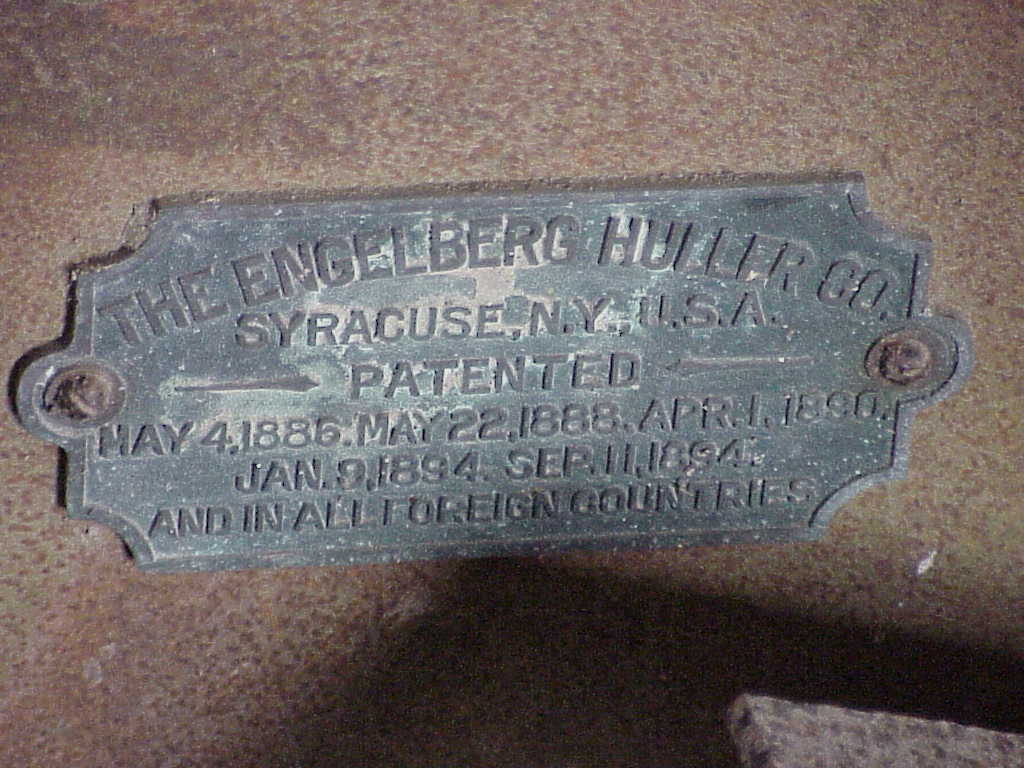 THE ENGELBERG HULLER CO.
SYRACUSE, N.Y., U.S.A.
PATENTED
MAY 4, 1886. MAY 22, 1888. APR. 1, 1890.
JAN. 9, 1894. SEP. 11, 1894.
AND IN ALL FOREIGN COUNTRIES